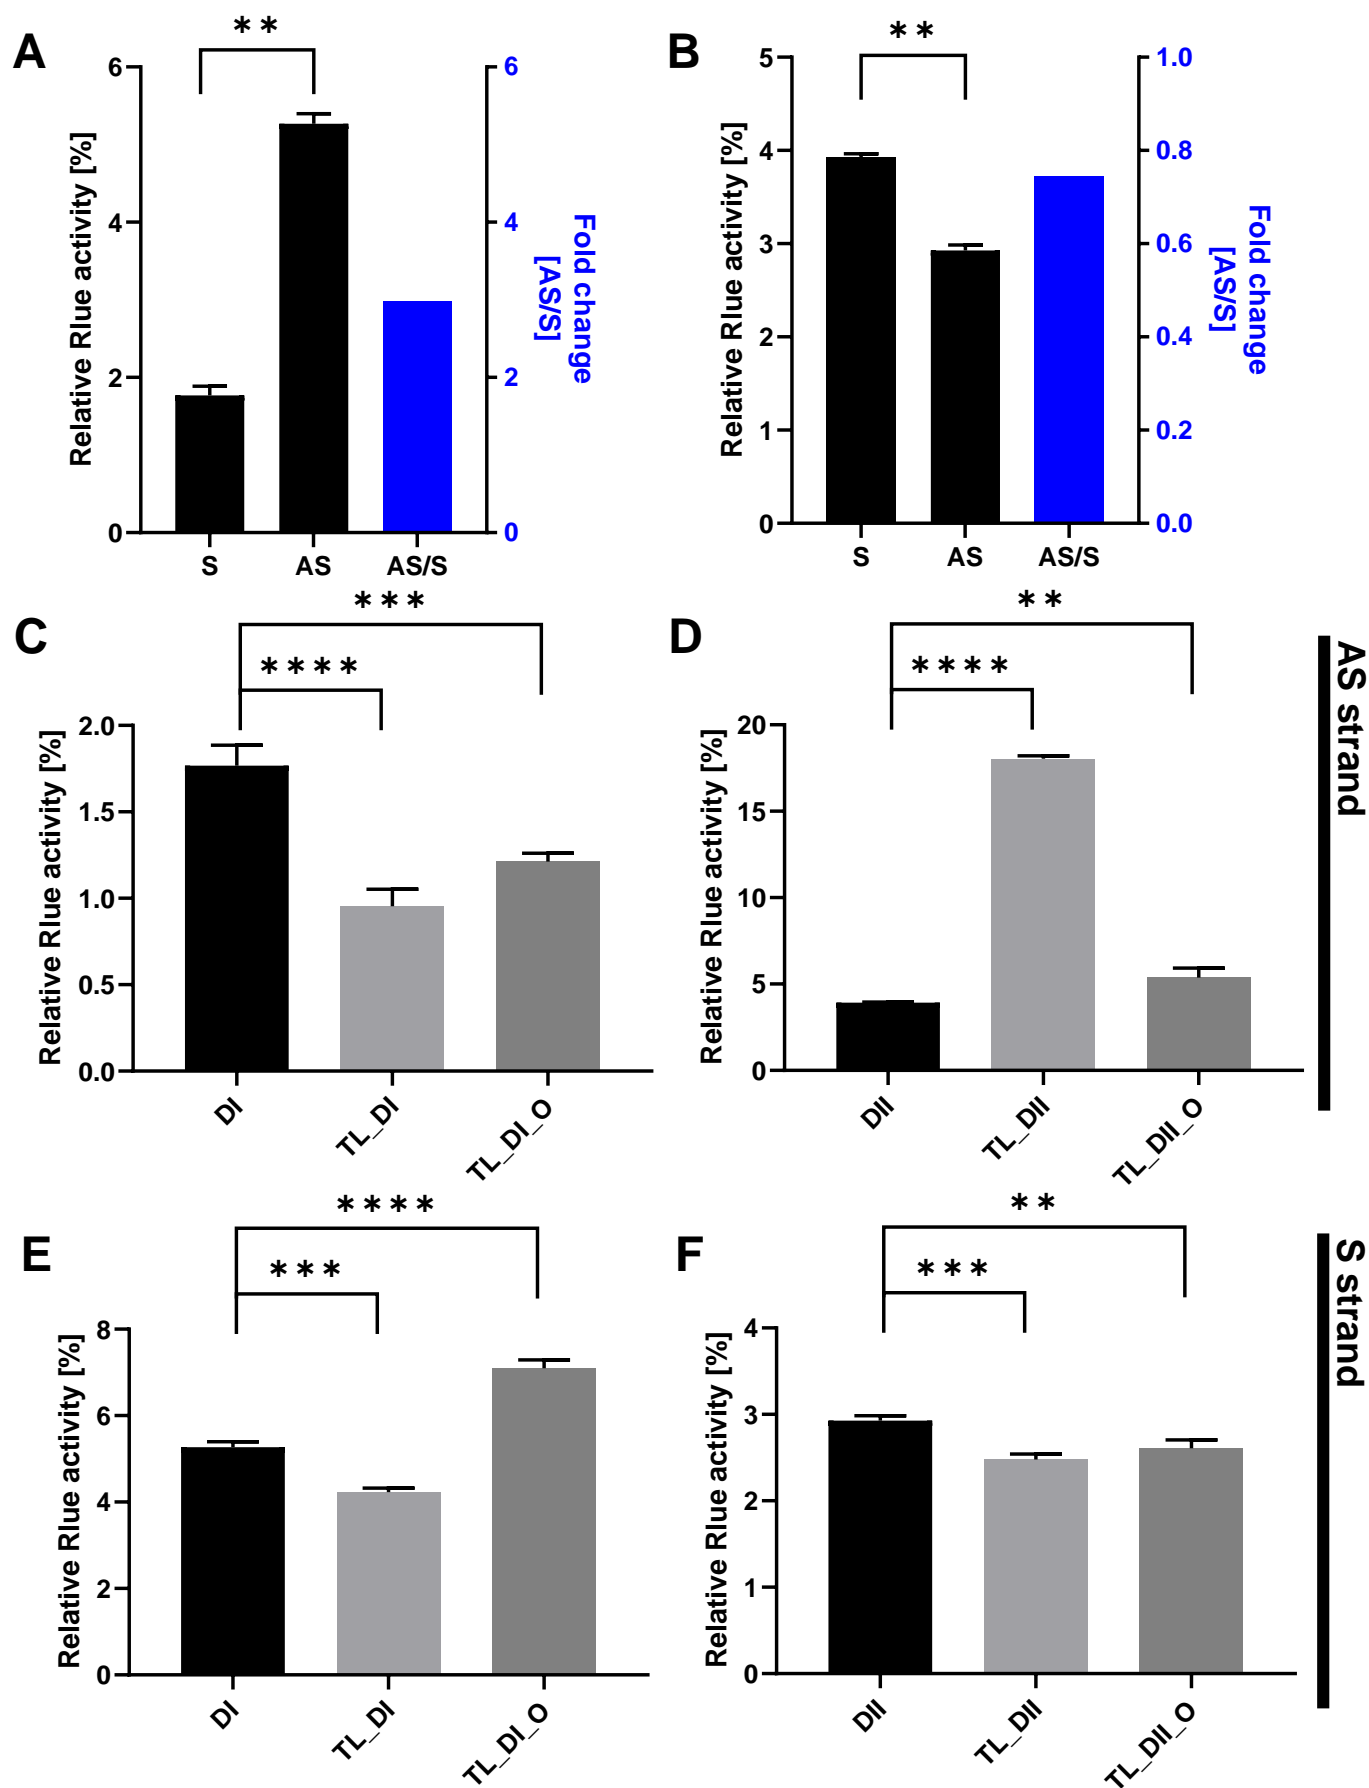 A
**
Relative Rlue activity [%]
6
4
2
0
6
4
2
0
Fold change
[AS/S]
S AS AS/S
B
**
Relative Rlue activity [%]
5
4
3
2
1
0
1.0
0.8
0.6
0.4
0.2
0.0
Fold change
[AS/S]
S AS AS/S
C
***
****
Relative Rlue activity [%]
2.0
1.5
1.0
0.5
0.0
DI TL_DI TL_DI_O
D
**
****
Relative Rlue activity [%]
20
15
10
5
0
DII TL_DII TL_DII_O
AS strand
E
****
***
Relative Rlue activity [%]
8
6
4
2
0
DI TL_DI TL_DI_O
F
**
***
Relative Rlue activity [%]
4
3
2
1
0
DII TL_DII TL_DII_O
S strand